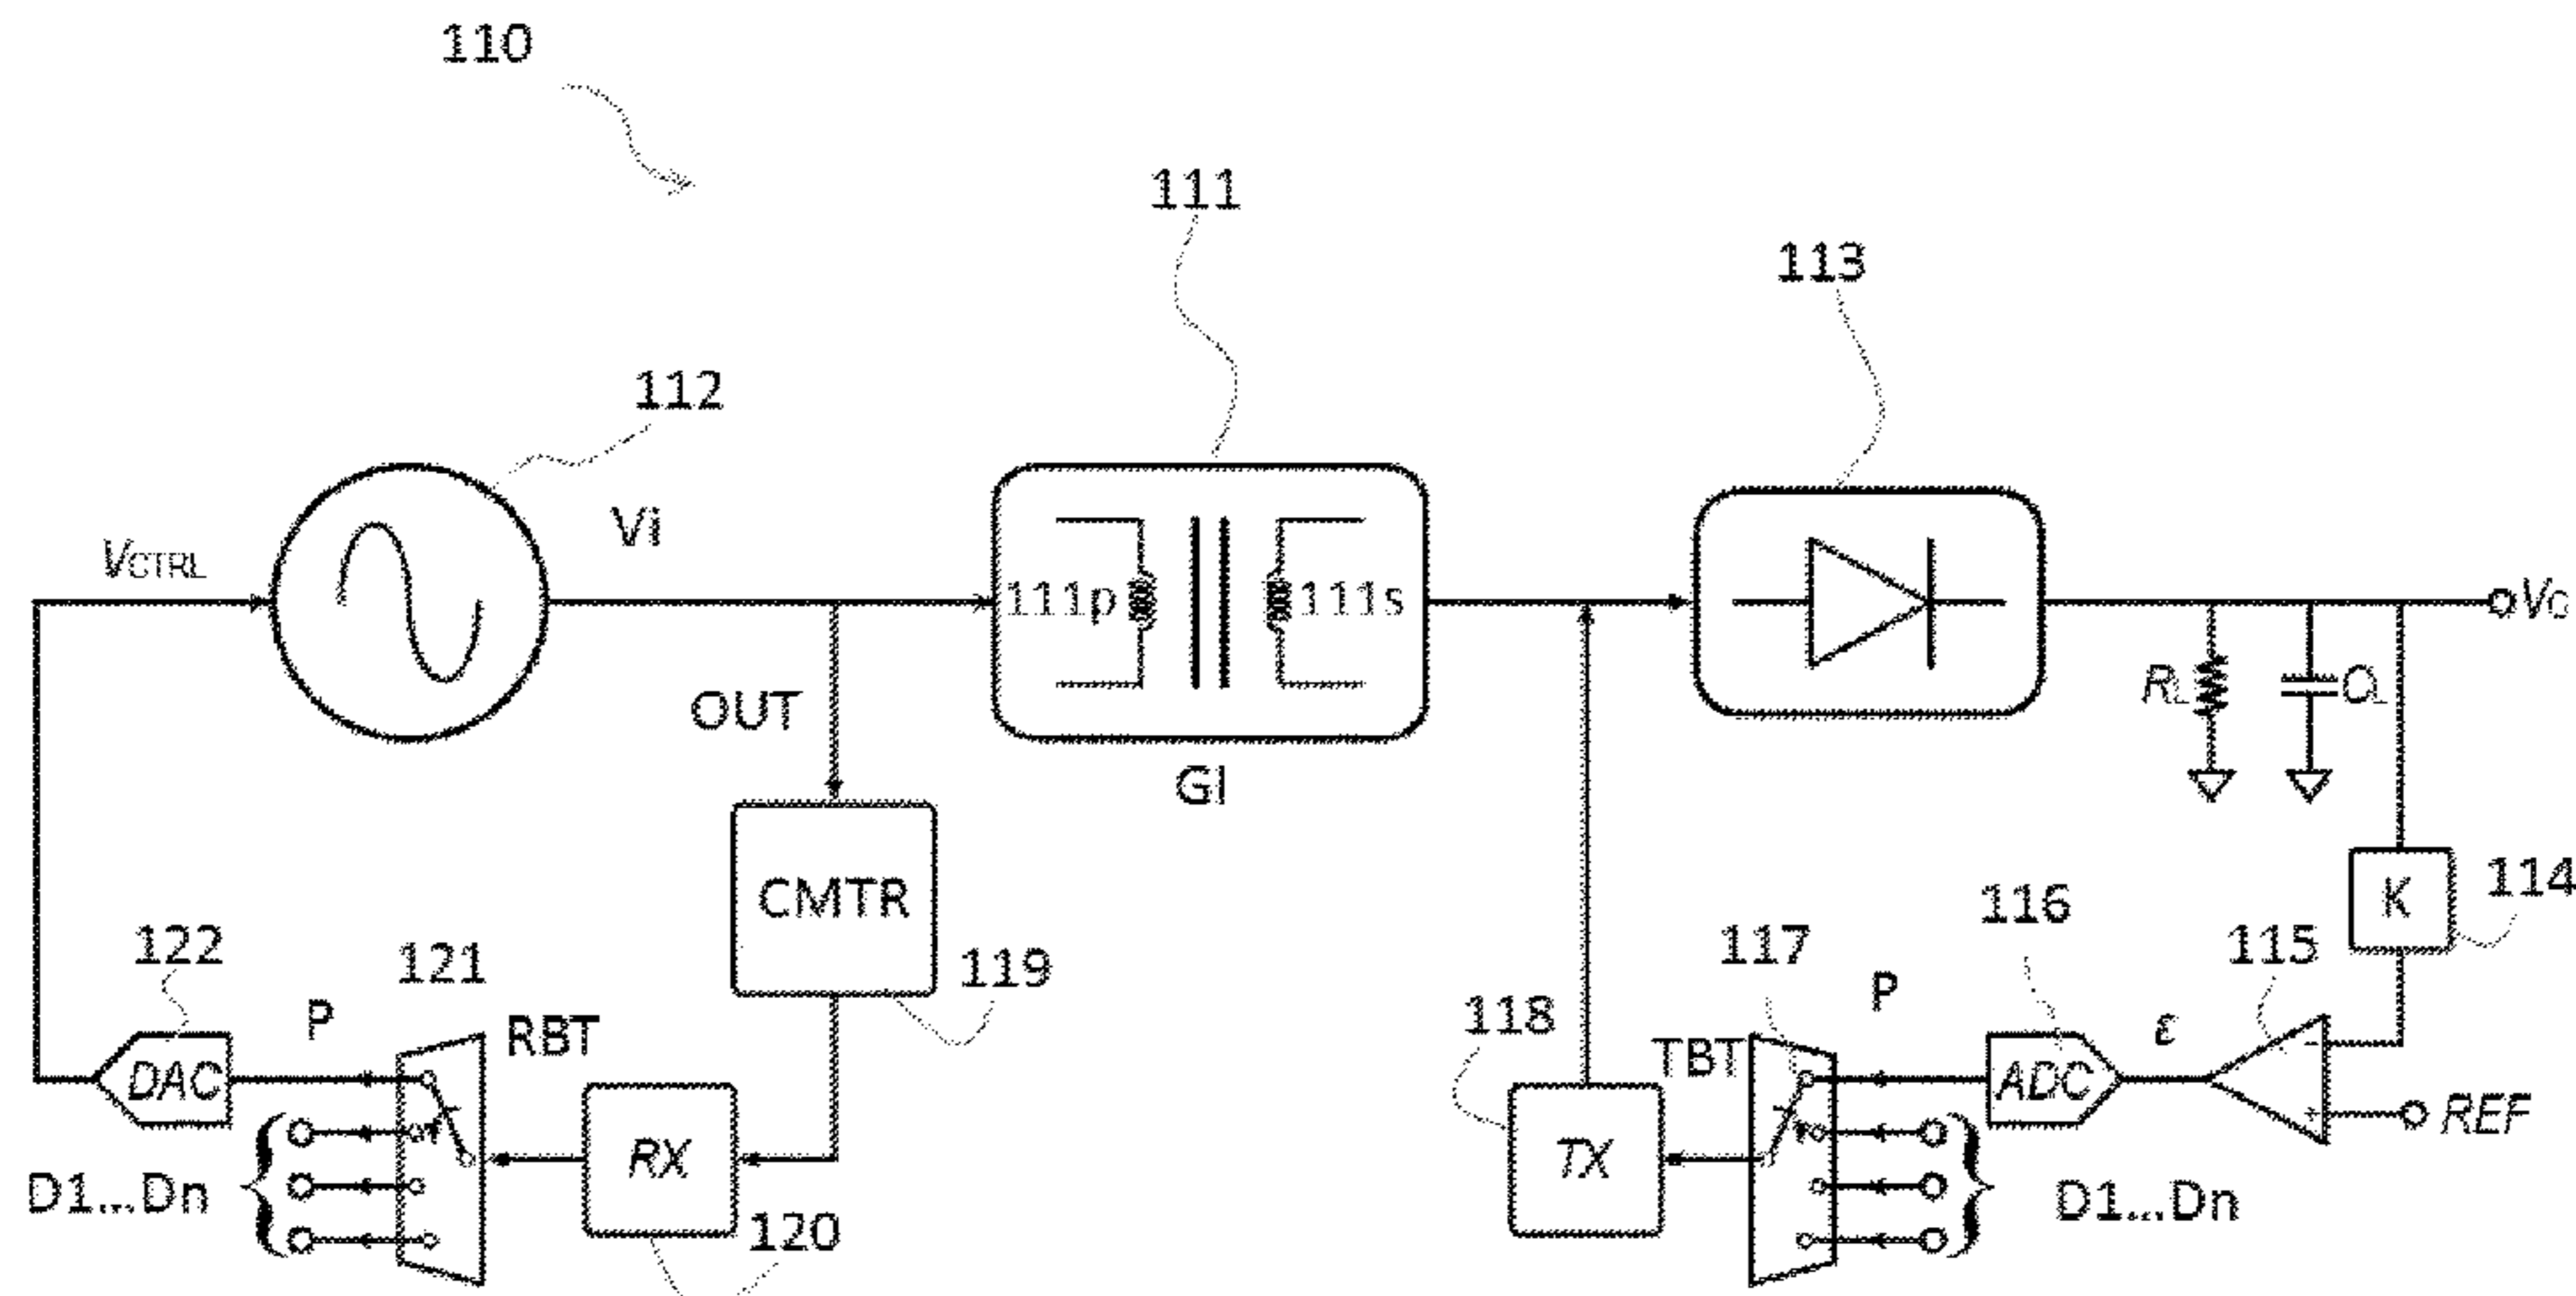 110
111
113
112
Vi
VCTRL
111p
111s
VO
OUT
RL
CL
GI
CMTR
K
114
116
115
122
121
119
117
P
118
P
ε
RBT
TBT
DAC
ADC
REF
RX
TX
D1...Dn
D1...Dn
120